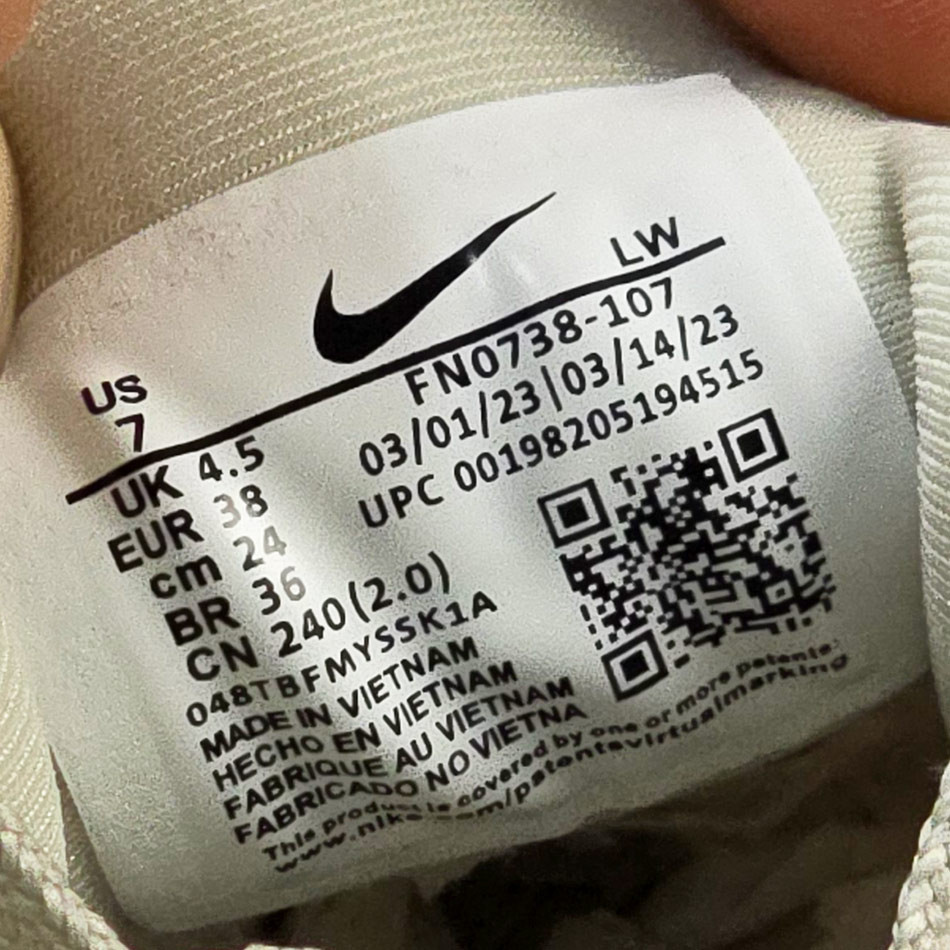 LW
US
7
FN0738-107
03/01/23|03/14/23
UPC 00198205194515
UK 4.5
EUR 38
cm 24
BR 36
CN 240(2.0)
048TBFMYSSK1A
MADE IN VIETNAM
HECHO EN VIETNAM
FABRIQUE AU VIETNAM
FABRICADO NO VIETNA
This product is covered by one or more patents:
www.nike.com/patentsvirtualmarking